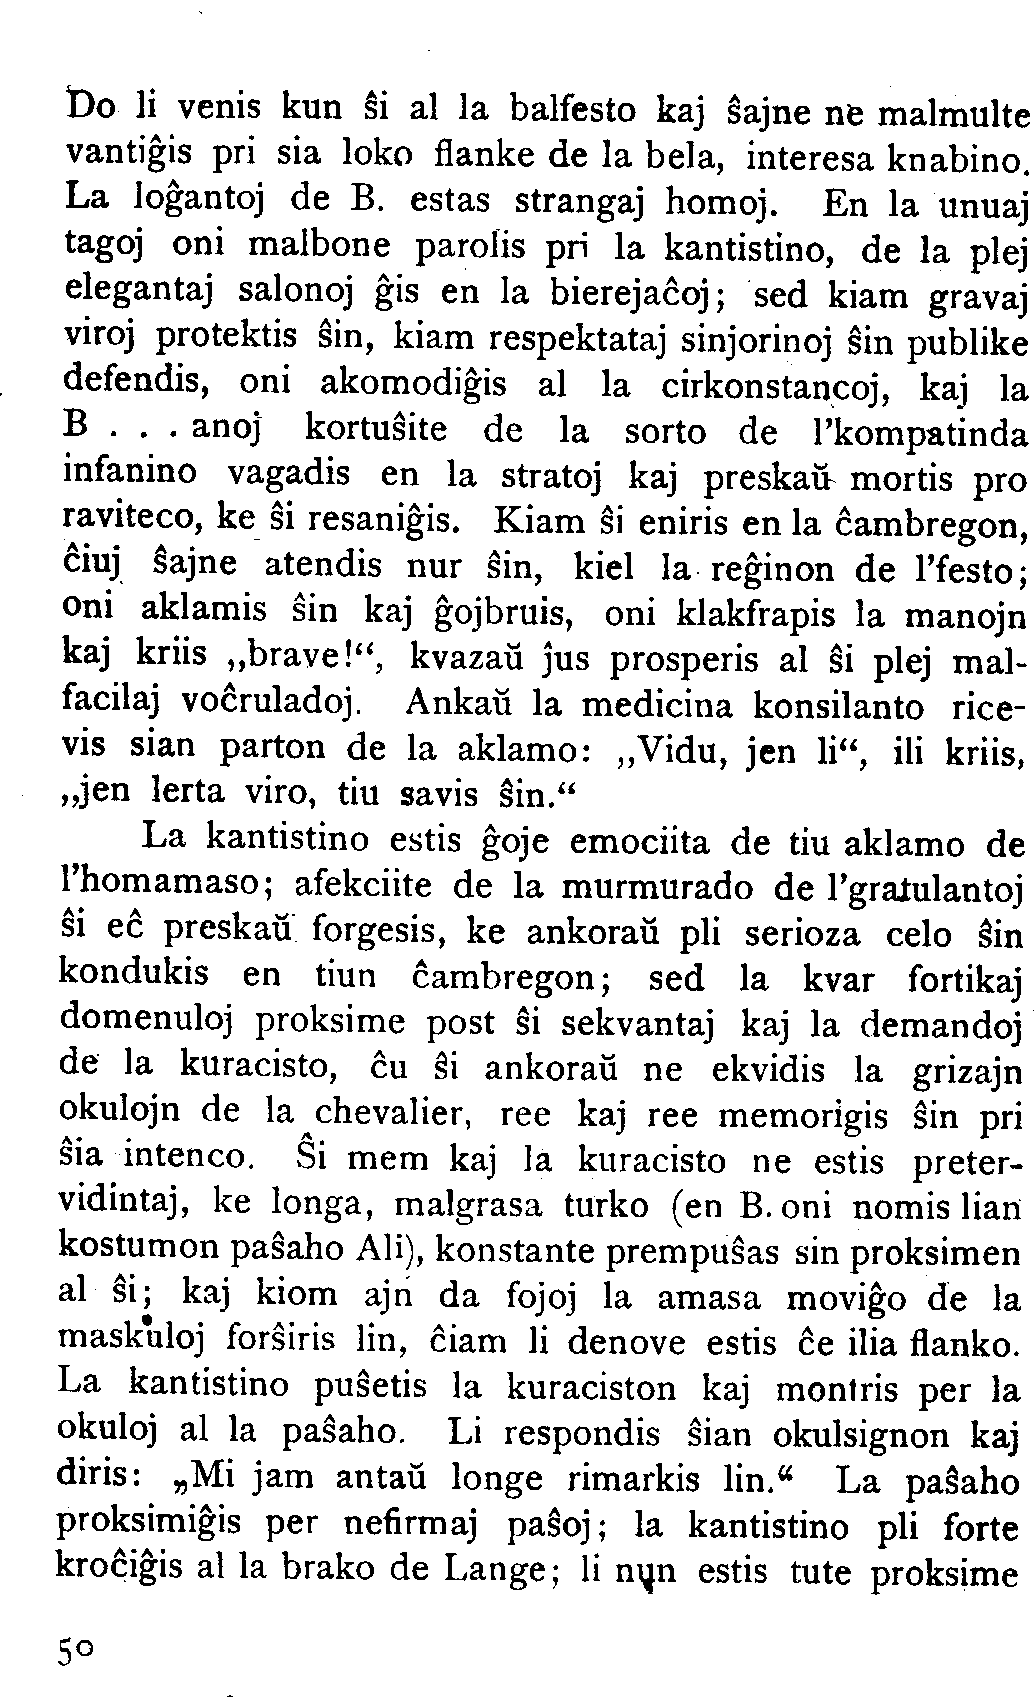 Do li venis kun ŝi al la balfesto kaj ŝajne ne malmulte
vantiĝis pri sia loko flanke de la bela, interesa knabino.
La loĝantoj de B. estas strangaj homoj. En la unuaj
tagoj oni malbone parolis pri la kantistino, de la plej
elegantaj salonoj ĝis en la bierejaĉoj; sed kiam gravaj
viroj protektis ŝin, kiam respektataj sinjorinoj ŝin publike
defendis, oni akomodiĝis al la cirkonstancoj, kaj la
B . . . anoj kortuŝite de la sorto de l’kompatinda
infanino vagadis en la stratoj kaj preskaŭ mortis pro
raviteco, ke ŝi resaniĝis. Kiam ŝi eniris en la ĉambregon,
ĉiuj ŝajne atendis nur ŝin, kiel la reĝinon de l’festo;
oni aklamis ŝin kaj ĝojbruis, oni klakfrapis la manojn
kaj kriis „brave!“, kvazaŭ ĵus prosperis al ŝi plej mal-
facilaj voĉruladoj. Ankaŭ la medicina konsilanto rice-
vis sian parton de la aklamo: „Vidu, jen li“, ili kriis,
„jen lerta viro, tiu savis ŝin.“
La kantistino estis ĝoje emociita de tiu aklamo de
l’homamaso; afekciite de la murmurado de l’gratulantoj
ŝi eĉ preskaŭ forgesis, ke ankoraŭ pli serioza celo ŝin
kondukis en tiun ĉambregon; sed la kvar fortikaj
domenuloj proksime post ŝi sekvantaj kaj la demandoj
de la kuracisto, ĉu ŝi ankoraŭ ne ekvidis la grizajn
okulojn de la chevalier, ree kaj ree memorigis ŝin pri
ŝia intenco. Ŝi mem kaj la kuracisto ne estis preter-
vidintaj, ke longa, malgrasa turko (en B. oni nomis lian
kostumon paŝaho Ali), konstante prempuŝas sin proksimen
al ŝi; kaj kiom ajn da fojoj la amasa moviĝo de la
maskuloj forŝiris lin, ĉiam li denove estis ĉe ilia flanko.
La kantistino puŝetis la kuraciston kaj montris per la
okuloj al la paŝaho. Li respondis ŝian okulsignon kaj
diris: „Mi jam antaŭ longe rimarkis lin.“ La paŝaho
proksimiĝis per nefirmaj paŝoj; la kantistino pli forte
kroĉiĝis al la brako de Lange; li nun estis tute proksime
50